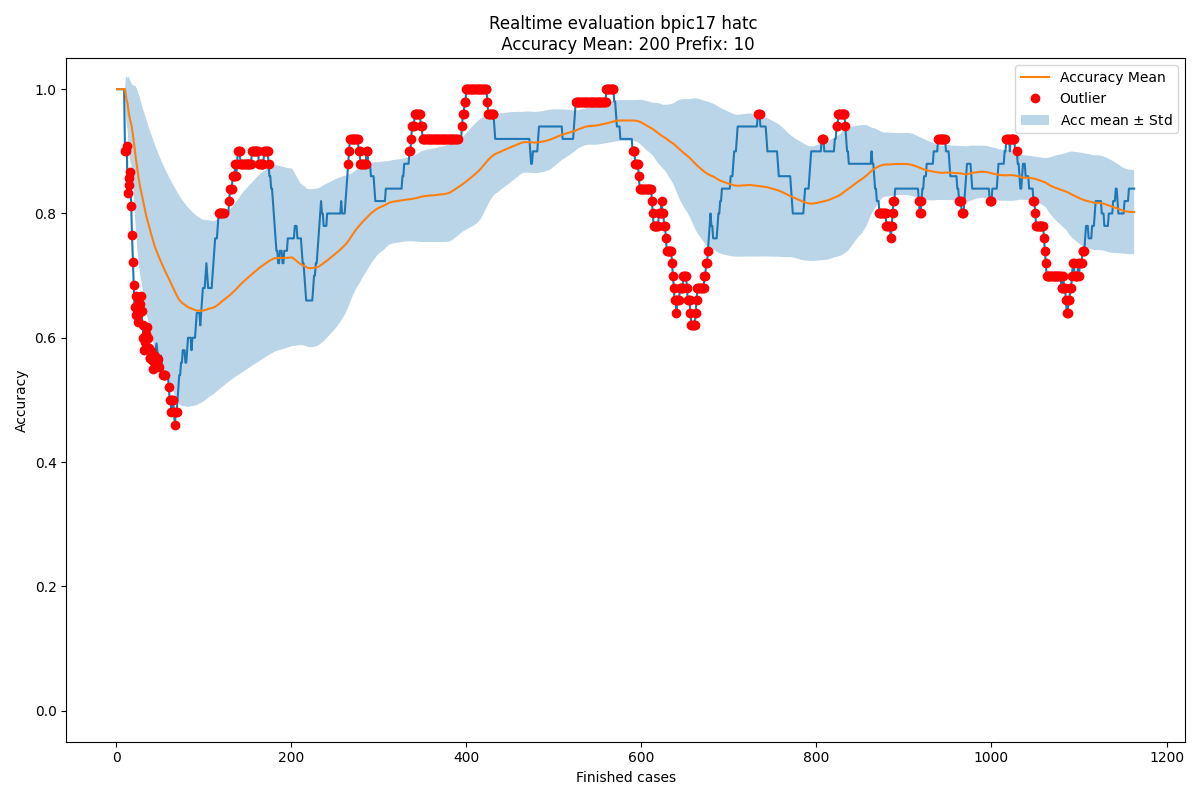 Realtime evaluation bpic17 hatc
Accuracy Mean: 200 Prefix: 10
Accuracy Mean
Outlier
Acc mean ± Std
1.0
0.8
0.6
0.4
0.2
0.0
Accuracy
0 200 400 600 800 1000 1200
Finished cases